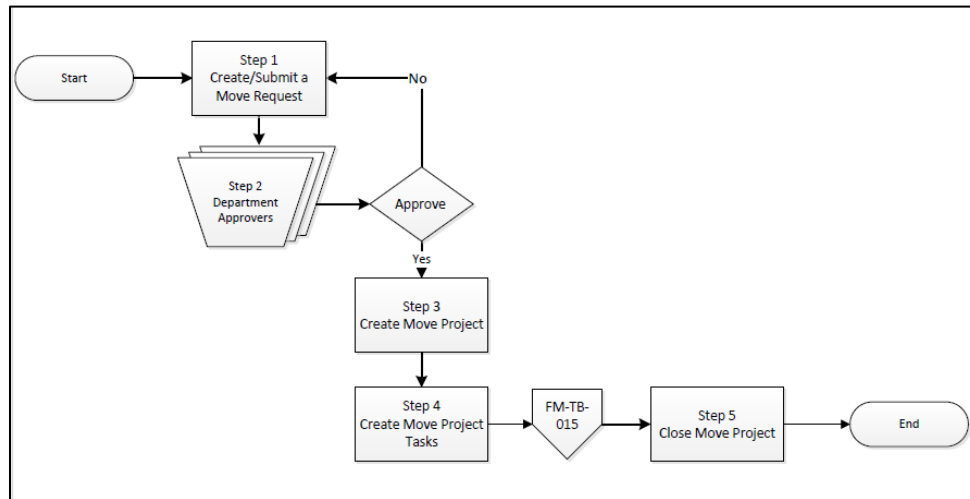 Start
Step 1
Create/Submit a
Move Request
No
Step 2
Department
Approvers
Approve
Yes
Step 3
Create Move Project
Step 4
Create Move Project
Tasks
FM-TB-
015
Step 5
Close Move Project
End